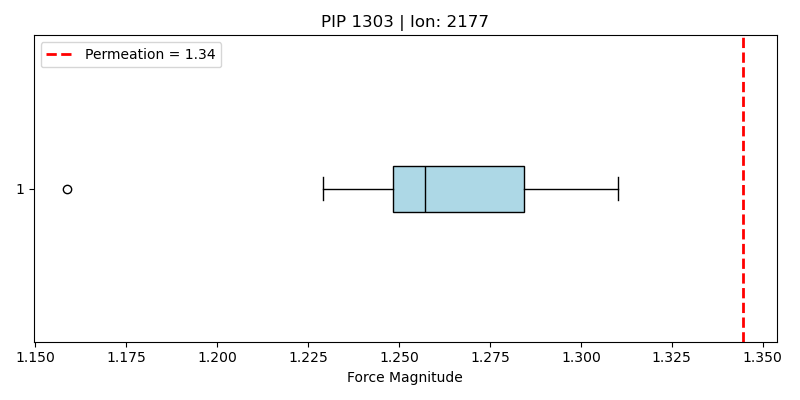 PIP 1303 | Ion: 2177
Permeation = 1.34
1
1.150 1.175 1.200 1.225 1.250 1.275 1.300 1.325 1.350
Force Magnitude